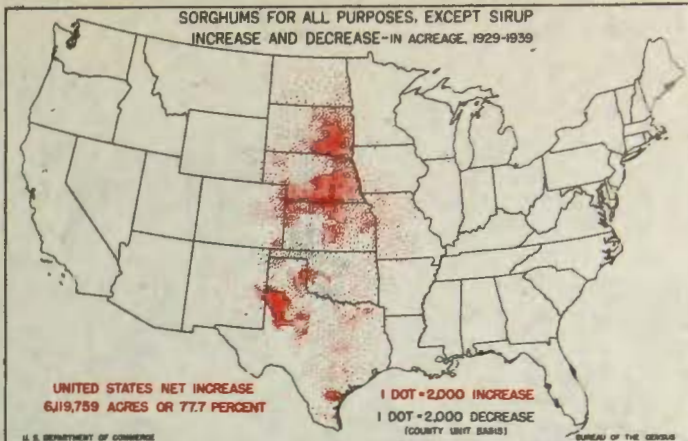 SORGHUMS FOR ALL PURPOSES, EXCEPT SIRUP
INCREASE AND DECREASE-IN ACREAGE, 1929-1939
UNITED STATES NET INCREASE
6,119,759 ACRES OR 77.7 PERCENT
1 DOT = 2,000 INCREASE
1 DOT = 2,000 DECREASE
(COUNTY UNIT BASIS)
U. S. DEPARTMENT OF COMMERCE
BUREAU OF THE CENSUS